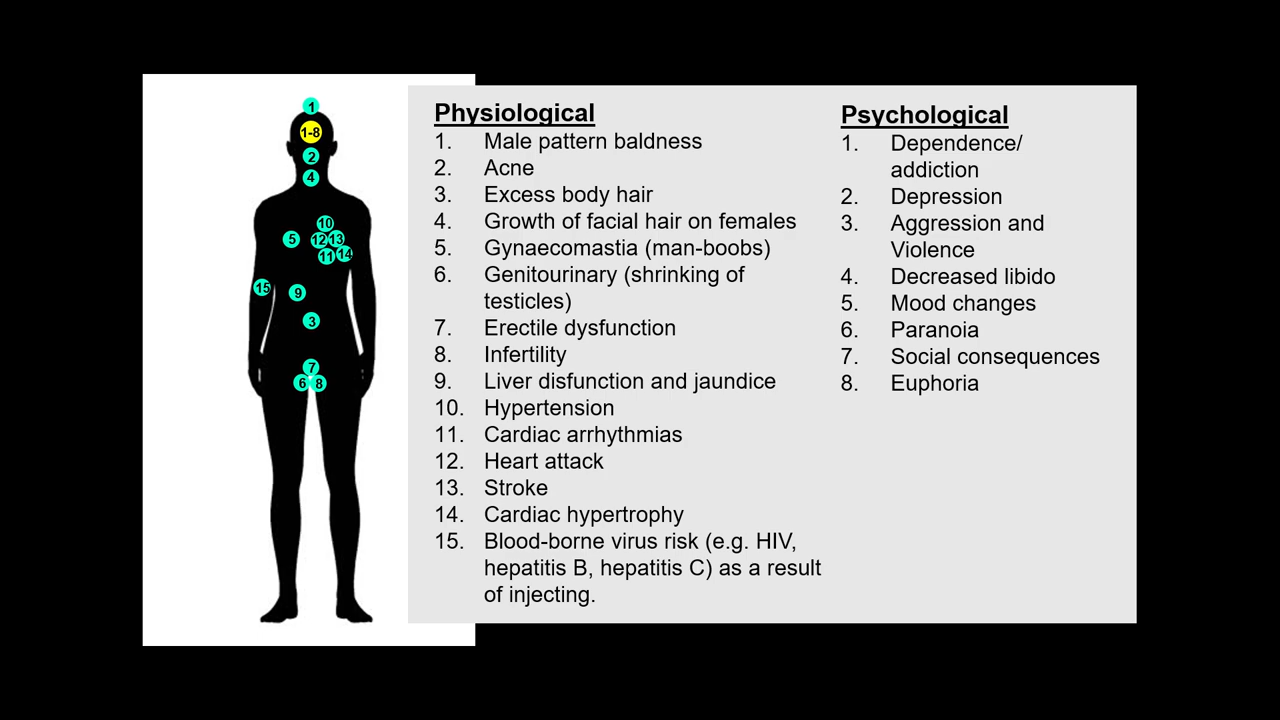 1
1-8
2
4
10
5
12
13
11
14
15
9
3
7
6
8
Physiological
1. Male pattern baldness
2. Acne
3. Excess body hair
4. Growth of facial hair on females
5. Gynaecomastia (man-boobs)
6. Genitourinary (shrinking of
testicles)
7. Erectile dysfunction
8. Infertility
9. Liver disfunction and jaundice
10. Hypertension
11. Cardiac arrhythmias
12. Heart attack
13. Stroke
14. Cardiac hypertrophy
15. Blood-borne virus risk (e.g. HIV,
hepatitis B, hepatitis C) as a result
of injecting.
Psychological
1. Dependence/
addiction
2. Depression
3. Aggression and
Violence
4. Decreased libido
5. Mood changes
6. Paranoia
7. Social consequences
8. Euphoria